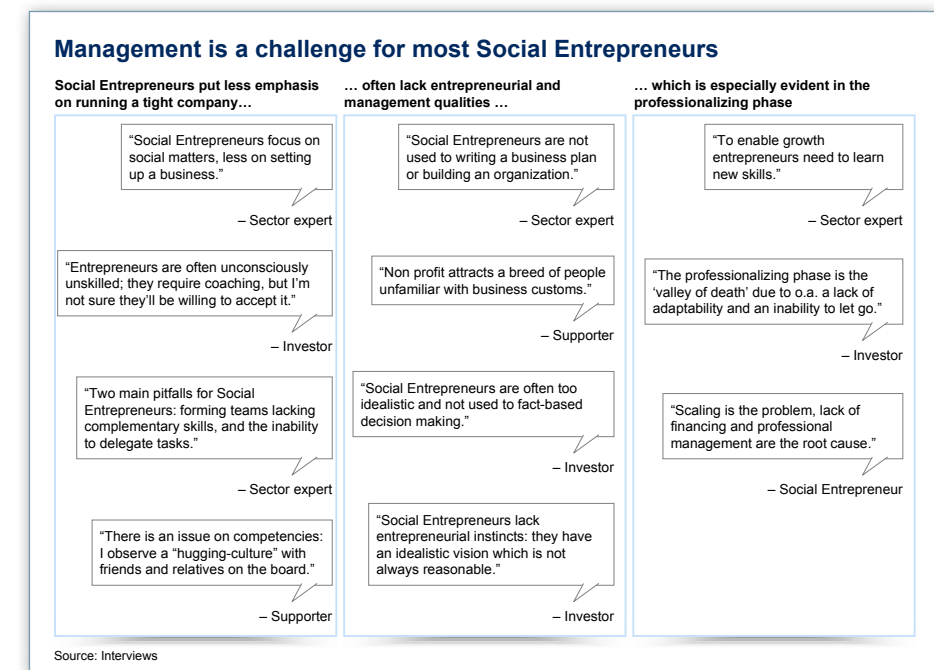 Management is a challenge for most Social Entrepreneurs
Social Entrepreneurs put less emphasis
on running a tight company…
“Social Entrepreneurs focus on
social matters, less on setting
up a business.”
– Sector expert
“Entrepreneurs are often unconsciously
unskilled; they require coaching, but I’m
not sure they’ll be willing to accept it.”
– Investor
“Two main pitfalls for Social
Entrepreneurs: forming teams lacking
complementary skills, and the inability
to delegate tasks.”
– Sector expert
“There is an issue on competencies:
I observe a “hugging-culture” with
friends and relatives on the board.”
– Supporter
… often lack entrepreneurial and
management qualities …
“Social Entrepreneurs are not
used to writing a business plan
or building an organization.”
– Sector expert
“Non profit attracts a breed of people
unfamiliar with business customs.”
– Supporter
“Social Entrepreneurs are often too
idealistic and not used to fact-based
decision making.”
– Investor
“Social Entrepreneurs lack
entrepreneurial instincts: they have
an idealistic vision which is not
always reasonable.”
– Investor
… which is especially evident in the
professionalizing phase
“To enable growth
entrepreneurs need to learn
new skills.”
– Sector expert
“The professionalizing phase is the
‘valley of death’ due to o.a. a lack of
adaptability and an inability to let go.”
– Investor
“Scaling is the problem, lack of
financing and professional
management are the root cause.”
– Social Entrepreneur
Source: Interviews